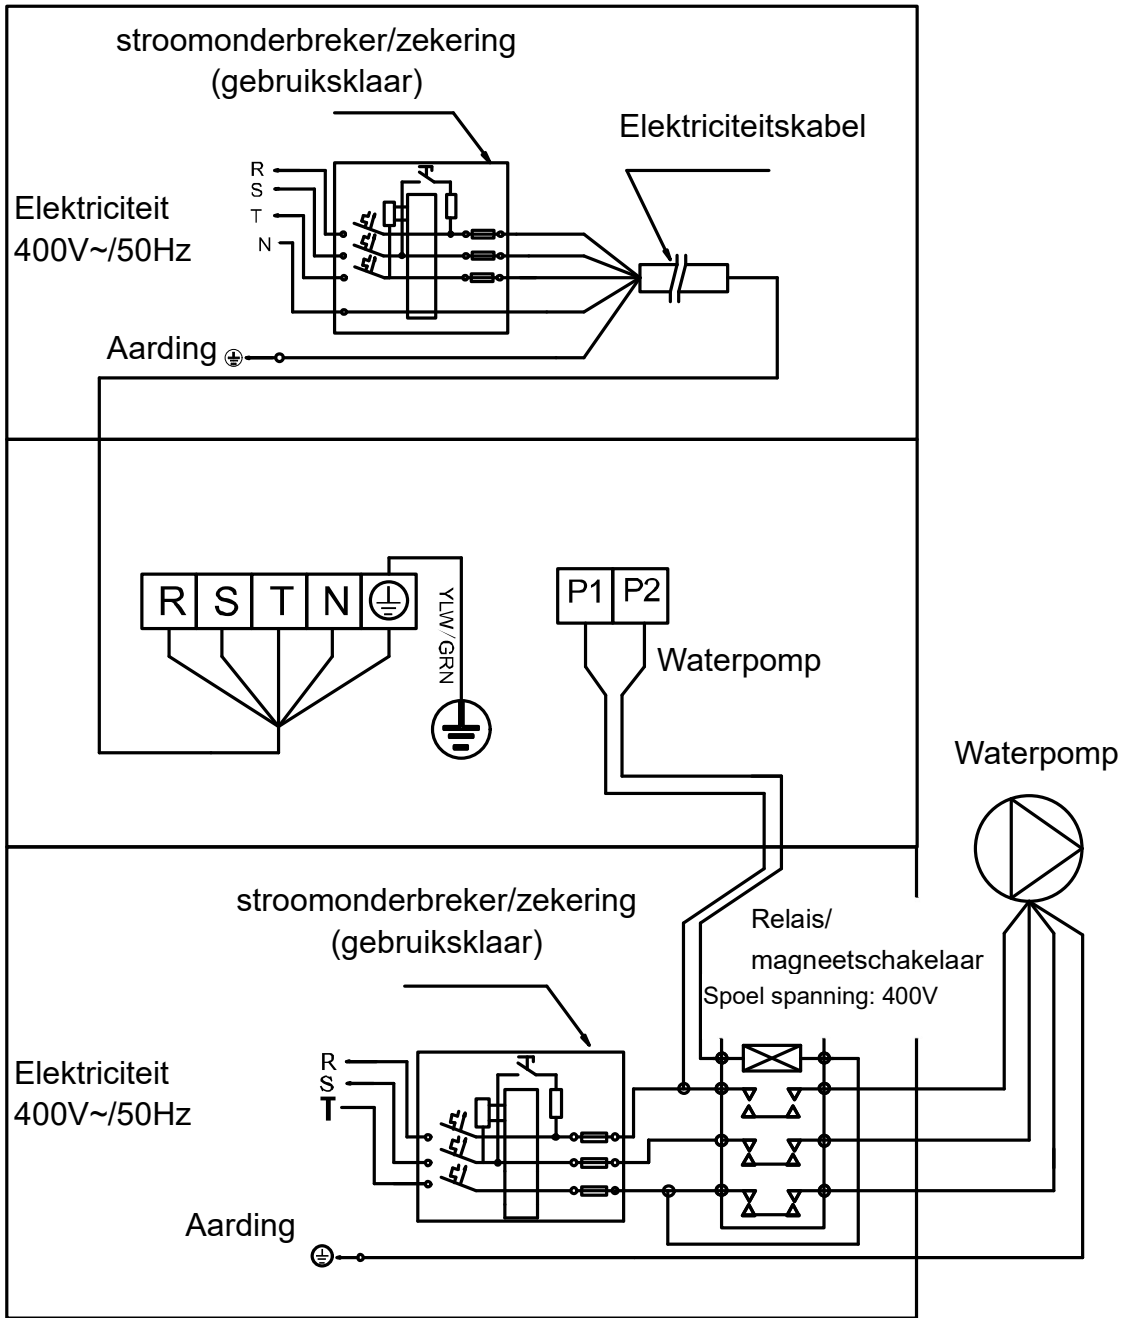 stroomonderbreker/zekering
(gebruiksklaar)
Elektriciteitskabel
R
S
T
N
Elektriciteit
400V~/50Hz
Aarding
R S T N
YLW/GRN
P1 P2
Waterpomp
Waterpomp
stroomonderbreker/zekering
(gebruiksklaar)
Relais/
magneetschakelaar
Spoel spanning: 400V
R
S
T
Elektriciteit
400V~/50Hz
Aarding